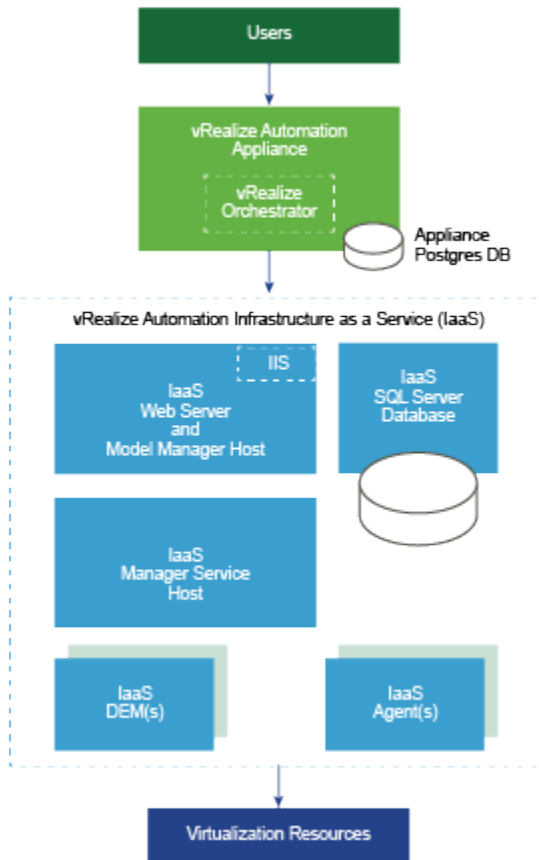 Users
vRealize Automation
Appliance
vRealize
Orchestrator
Appliance
Postgres DB
vRealize Automation Infrastructure as a Service (IaaS)
IIS
IaaS
Web Server
and
Model Manager Host
IaaS
SQL Server
Database
IaaS
Manager Service
Host
IaaS
DEM(s)
IaaS
Agent(s)
Virtualization Resources